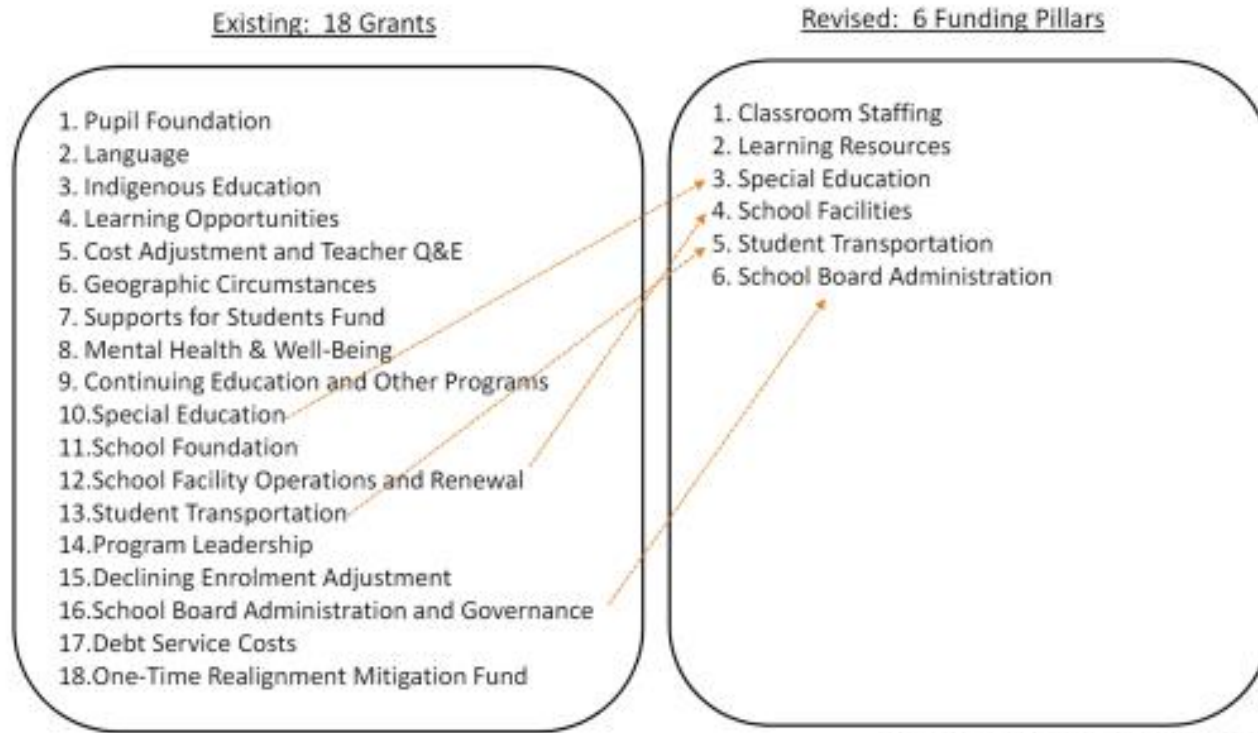 Existing: 18 Grants
1. Pupil Foundation
2. Language
3. Indigenous Education
4. Learning Opportunities
5. Cost Adjustment and Teacher Q&E
6. Geographic Circumstances
7. Supports for Students Fund
8. Mental Health & Well-Being
9. Continuing Education and Other Programs
10.Special Education
11.School Foundation
12.School Facility Operations and Renewal
13.Student Transportation
14.Program Leadership
15.Declining Enrolment Adjustment
16.School Board Administration and Governance
17.Debt Service Costs
18.One-Time Realignment Mitigation Fund
Revised: 6 Funding Pillars
1. Classroom Staffing
2. Learning Resources
3. Special Education
4. School Facilities
5. Student Transportation
6. School Board Administration